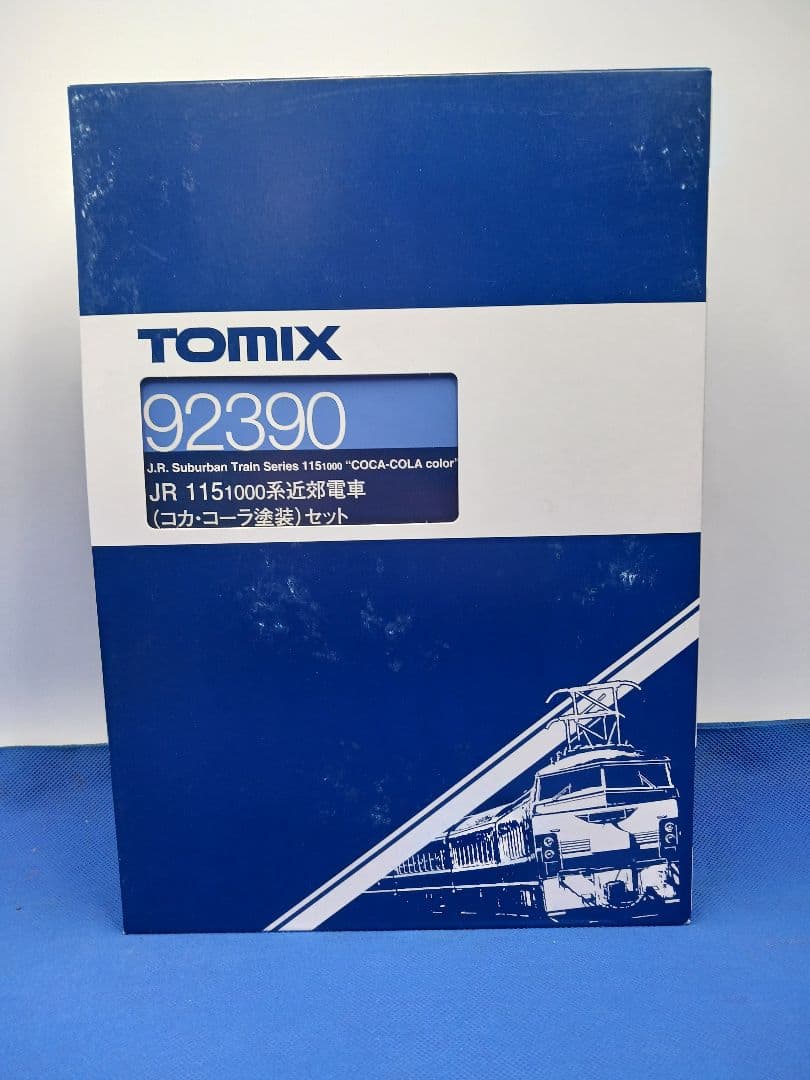 TOMIX
92390
J.R. Suburban Train Series 1151000 "COCA-COLA color"
JR 1151000系近郊電車
(コカ・コーラ塗装)セット